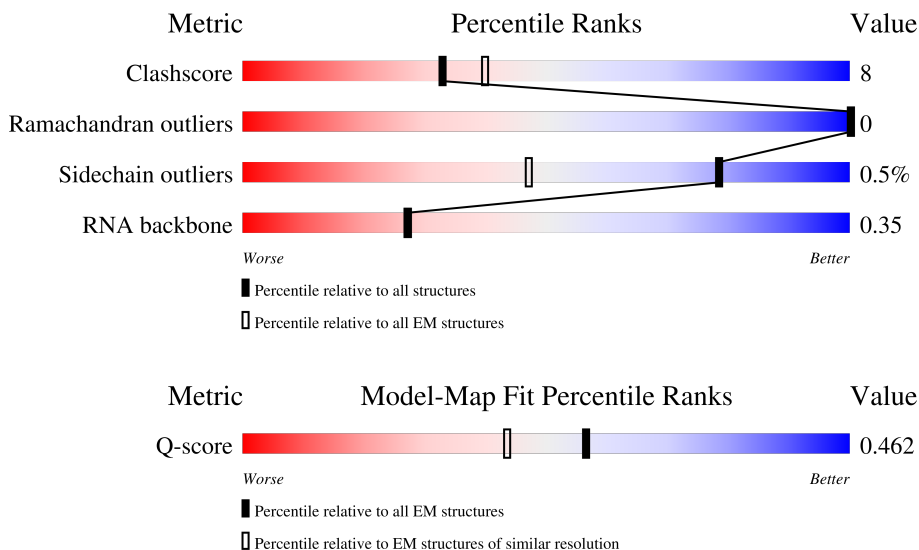 Metric Percentile Ranks Value
Clashscore 8
Ramachandran outliers 0
Sidechain outliers 0.5%
RNA backbone 0.35
Worse Better
Percentile relative to all structures
Percentile relative to all EM structures
Metric Model-Map Fit Percentile Ranks Value
Q-score 0.462
Worse Better
Percentile relative to all EM structures
Percentile relative to EM structures of similar resolution